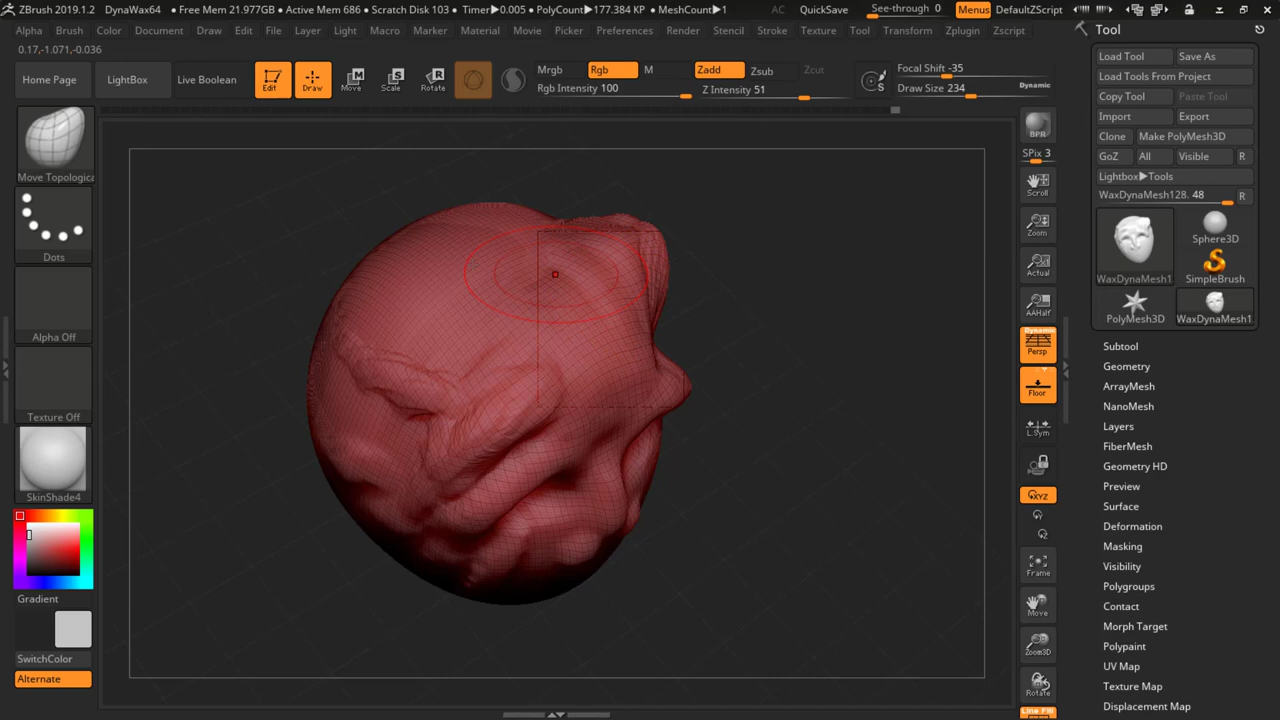 ZBrush 2019.1.2 DynaWax64 • Free Mem 21.977GB • Active Mem 686 • Scratch Disk 103 • Timer▶0.005 • PolyCount▶177.384 KP • MeshCount▶1 AC QuickSave See-through 0 Menus DefaultZScript
Alpha Brush Color Document Draw Edit File Layer Light Macro Marker Material Movie Picker Preferences Render Stencil Stroke Texture Tool Transform Zplugin Zscript
0.17,-1.071,-0.036
Home Page LightBox Live Boolean Edit Draw Move Scale Rotate
Mrgb Rgb M Zadd Zsub Zcut
Rgb Intensity 100 Z Intensity 51
Focal Shift -35
Draw Size 234 Dynamic
Move Topologica
Dots
Alpha Off
Texture Off
SkinShade4
Gradient
SwitchColor
Alternate
BPR
SPix 3
Scroll
Zoom
Actual
AAHalf
Dynamic
Persp
Floor
L.Sym
XYZ
Y
Z
Frame
Move
Zoom3D
Rotate
Line Fill
Tool
Load Tool Save As
Load Tools From Project
Copy Tool Paste Tool
Import Export
Clone Make PolyMesh3D
GoZ All Visible R
Lightbox▶Tools
WaxDynaMesh128. 48 R
WaxDynaMesh1 Sphere3D
SimpleBrush
PolyMesh3D WaxDynaMesh1
Subtool
Geometry
ArrayMesh
NanoMesh
Layers
FiberMesh
Geometry HD
Preview
Surface
Deformation
Masking
Visibility
Polygroups
Contact
Morph Target
Polypaint
UV Map
Texture Map
Displacement Map